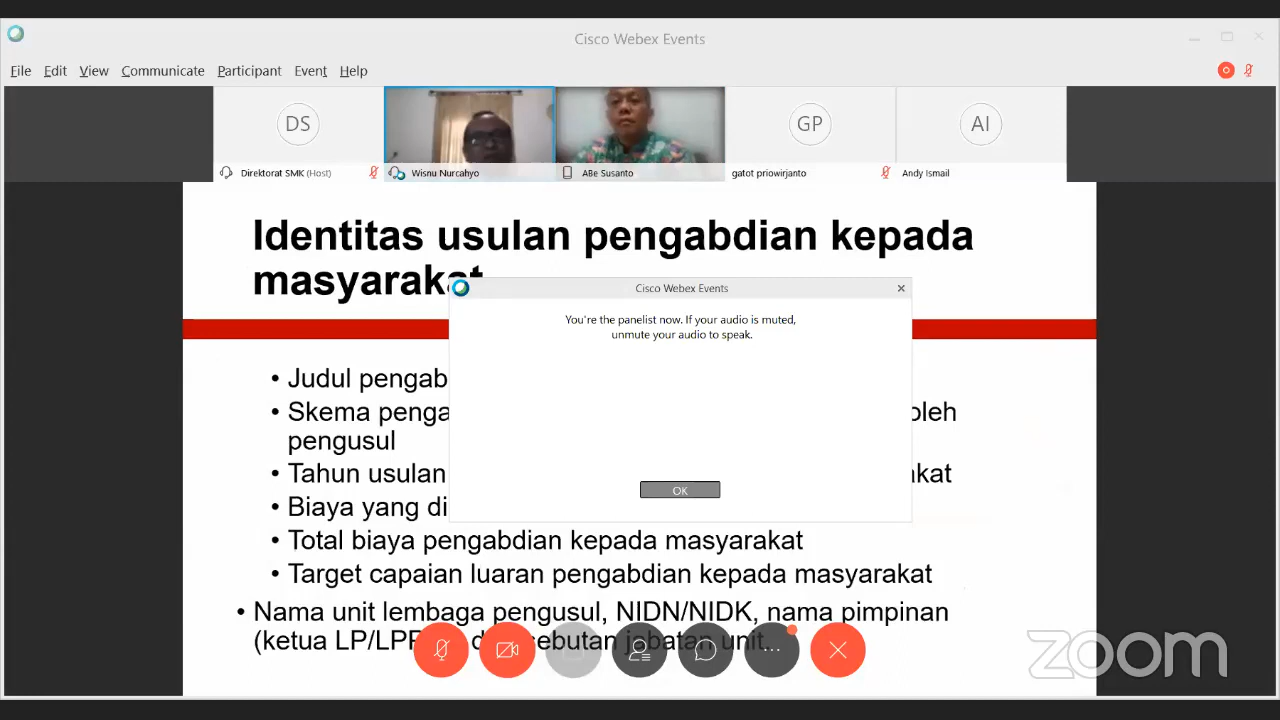 Cisco Webex Events
File Edit View Communicate Participant Event Help
DS
GP
AI
Direktorat SMK (Host)
Wisnu Nurcahyo
ABe Susanto
gatot priowirjanto
Andy Ismail
Identitas usulan pengabdian kepada
masyarakat
Cisco Webex Events
You're the panelist now. If your audio is muted,
unmute your audio to speak.
OK
• Judul pengab
• Skema penga oleh
pengusul
• Tahun usulan akat
• Biaya yang di
• Total biaya pengabdian kepada masyarakat
• Target capaian luaran pengabdian kepada masyarakat
• Nama unit lembaga pengusul, NIDN/NIDK, nama pimpinan
(ketua LP/LPP sebutan jabatan unit.
zoom